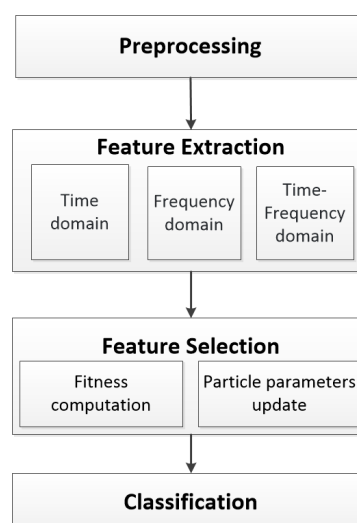 Preprocessing
Feature Extraction
Time
domain
Frequency
domain
Time-
Frequency
domain
Feature Selection
Fitness
computation
Particle parameters
update
Classification